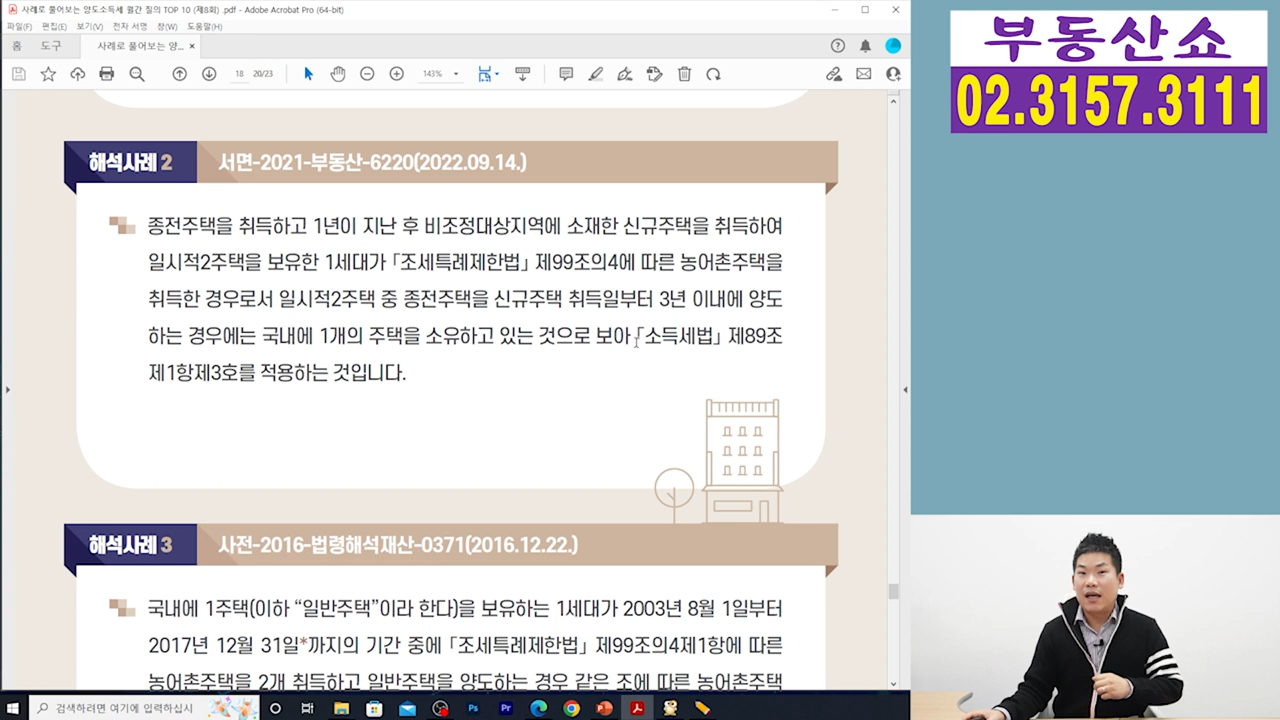 사례로 풀어보는 양도소득세 월간 질의 TOP 10 (제8회) .pdf - Adobe Acrobat Pro (64-bit)
파일(F) 편집(E) 보기(V) 전자 서명 창(W) 도움말(H)
홈 도구 사례로 풀어보는 양... ×
18 20/23 143%
부동산쇼
02.3157.3111
해석사례 2 서면-2021-부동산-6220(2022.09.14.)
종전주택을 취득하고 1년이 지난 후 비조정대상지역에 소재한 신규주택을 취득하여
일시적2주택을 보유한 1세대가 「조세특례제한법」 제99조의4에 따른 농어촌주택을
취득한 경우로서 일시적2주택 중 종전주택을 신규주택 취득일부터 3년 이내에 양도
하는 경우에는 국내에 1개의 주택을 소유하고 있는 것으로 보아 「소득세법」 제89조
제1항제3호를 적용하는 것입니다.
해석사례 3 사전-2016-법령해석재산-0371(2016.12.22.)
국내에 1주택(이하 “일반주택”이라 한다)을 보유하는 1세대가 2003년 8월 1일부터
2017년 12월 31일*까지의 기간 중에 「조세특례제한법」 제99조의4제1항에 따른
농어촌주택을 2개 취득하고 일반주택을 양도하는 경우 같은 조에 따른 농어촌주택
검색하려면 여기에 입력하십시